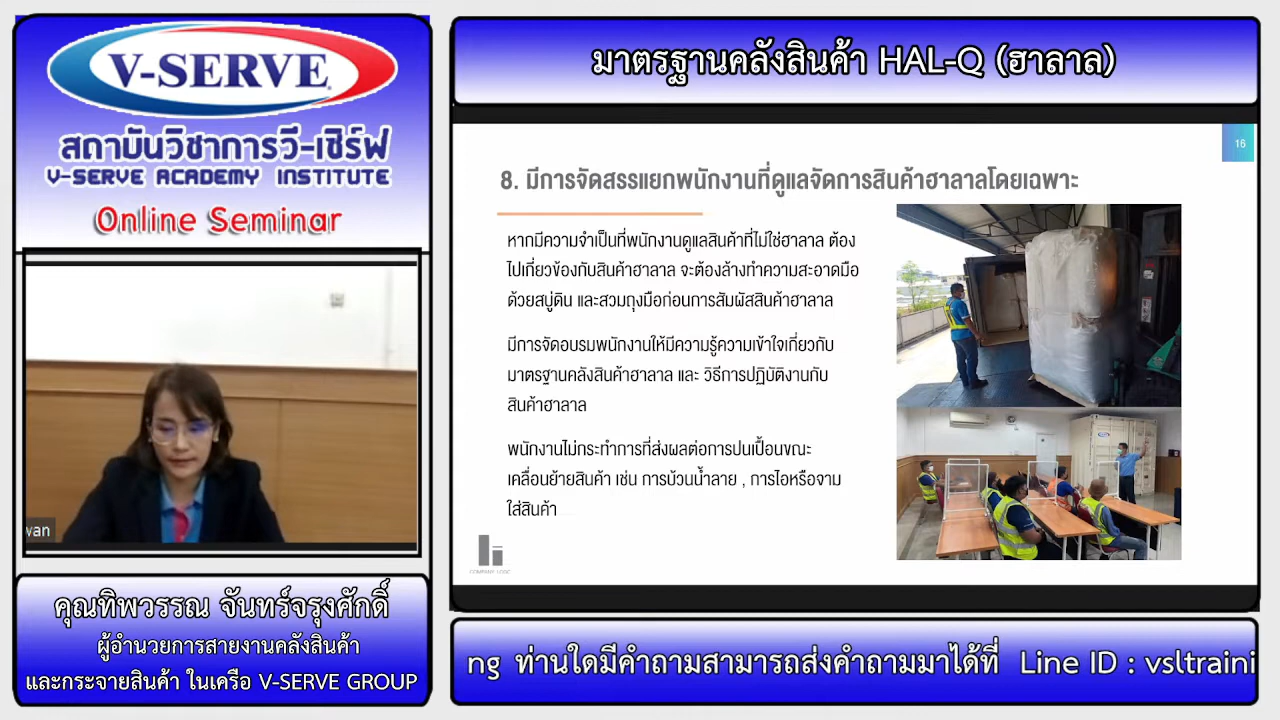 V-SERVE
สถาบันวิชาการวี-เซิร์ฟ
V-SERVE ACADEMY INSTITUTE
Online Seminar
wan
คุณทิพวรรณ จันทร์จรุงศักดิ์
ผู้อำนวยการสายงานคลังสินค้า
และกระจายสินค้า ในเครือ V-SERVE GROUP
มาตรฐานคลังสินค้า HAL-Q (ฮาลาล)
16
8. มีการจัดสรรแยกพนักงานที่ดูแลจัดการสินค้าฮาลาลโดยเฉพาะ
หากมีความจำเป็นที่พนักงานดูแลสินค้าที่ไม่ใช่ฮาลาล ต้อง
ไปเกี่ยวข้องกับสินค้าฮาลาล จะต้องล้างทำความสะอาดมือ
ด้วยสบู่ดิน และสวมถุงมือก่อนการสัมผัสสินค้าฮาลาล
มีการจัดอบรมพนักงานให้มีความรู้ความเข้าใจเกี่ยวกับ
มาตรฐานคลังสินค้าฮาลาล และ วิธีการปฏิบัติงานกับ
สินค้าฮาลาล
พนักงานไม่กระทำการที่ส่งผลต่อการปนเปื้อนขณะ
เคลื่อนย้ายสินค้า เช่น การบ้วนน้ำลาย , การไอหรือจาม
ใส่สินค้า
COMPANY LOGO
ng ท่านใดมีคำถามสามารถส่งคำถามมาได้ที่ Line ID : vsltraini